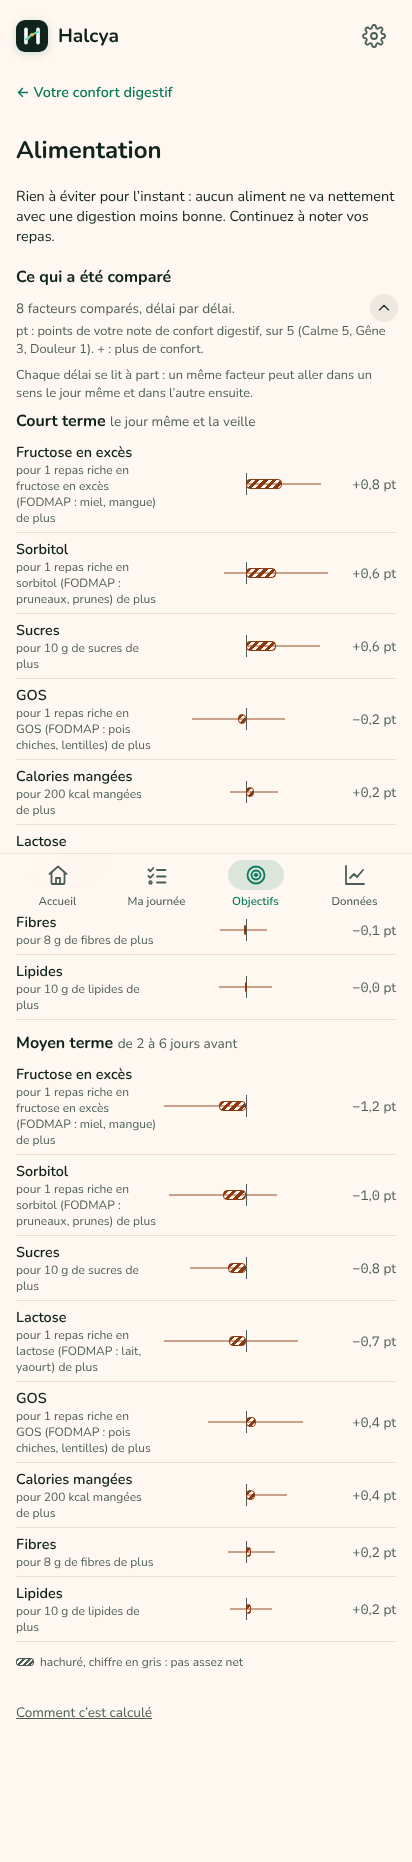 Halcya
← Votre confort digestif
Alimentation
Rien à éviter pour l’instant : aucun aliment ne va nettement
avec une digestion moins bonne. Continuez à noter vos
repas.
Ce qui a été comparé
8 facteurs comparés, délai par délai.
pt : points de votre note de confort digestif, sur 5 (Calme 5, Gêne
3, Douleur 1). + : plus de confort.
Chaque délai se lit à part : un même facteur peut aller dans un
sens le jour même et dans l’autre ensuite.
Court terme le jour même et la veille
Fructose en excès
pour 1 repas riche en
fructose en excès
(FODMAP : miel, mangue)
de plus
+0,8 pt
Sorbitol
pour 1 repas riche en
sorbitol (FODMAP :
pruneaux, prunes) de plus
+0,6 pt
Sucres
pour 10 g de sucres de
plus
+0,6 pt
GOS
pour 1 repas riche en
GOS (FODMAP : pois
chiches, lentilles) de plus
−0,2 pt
Calories mangées
pour 200 kcal mangées
de plus
+0,2 pt
Lactose
Accueil
Ma journée
Objectifs
Données
Fibres
pour 8 g de fibres de plus
−0,1 pt
Lipides
pour 10 g de lipides de
plus
−0,0 pt
Moyen terme de 2 à 6 jours avant
Fructose en excès
pour 1 repas riche en
fructose en excès
(FODMAP : miel, mangue)
de plus
−1,2 pt
Sorbitol
pour 1 repas riche en
sorbitol (FODMAP :
pruneaux, prunes) de plus
−1,0 pt
Sucres
pour 10 g de sucres de
plus
−0,8 pt
Lactose
pour 1 repas riche en
lactose (FODMAP : lait,
yaourt) de plus
−0,7 pt
GOS
pour 1 repas riche en
GOS (FODMAP : pois
chiches, lentilles) de plus
+0,4 pt
Calories mangées
pour 200 kcal mangées
de plus
+0,4 pt
Fibres
pour 8 g de fibres de plus
+0,2 pt
Lipides
pour 10 g de lipides de
plus
+0,2 pt
hachuré, chiffre en gris : pas assez net
Comment c’est calculé